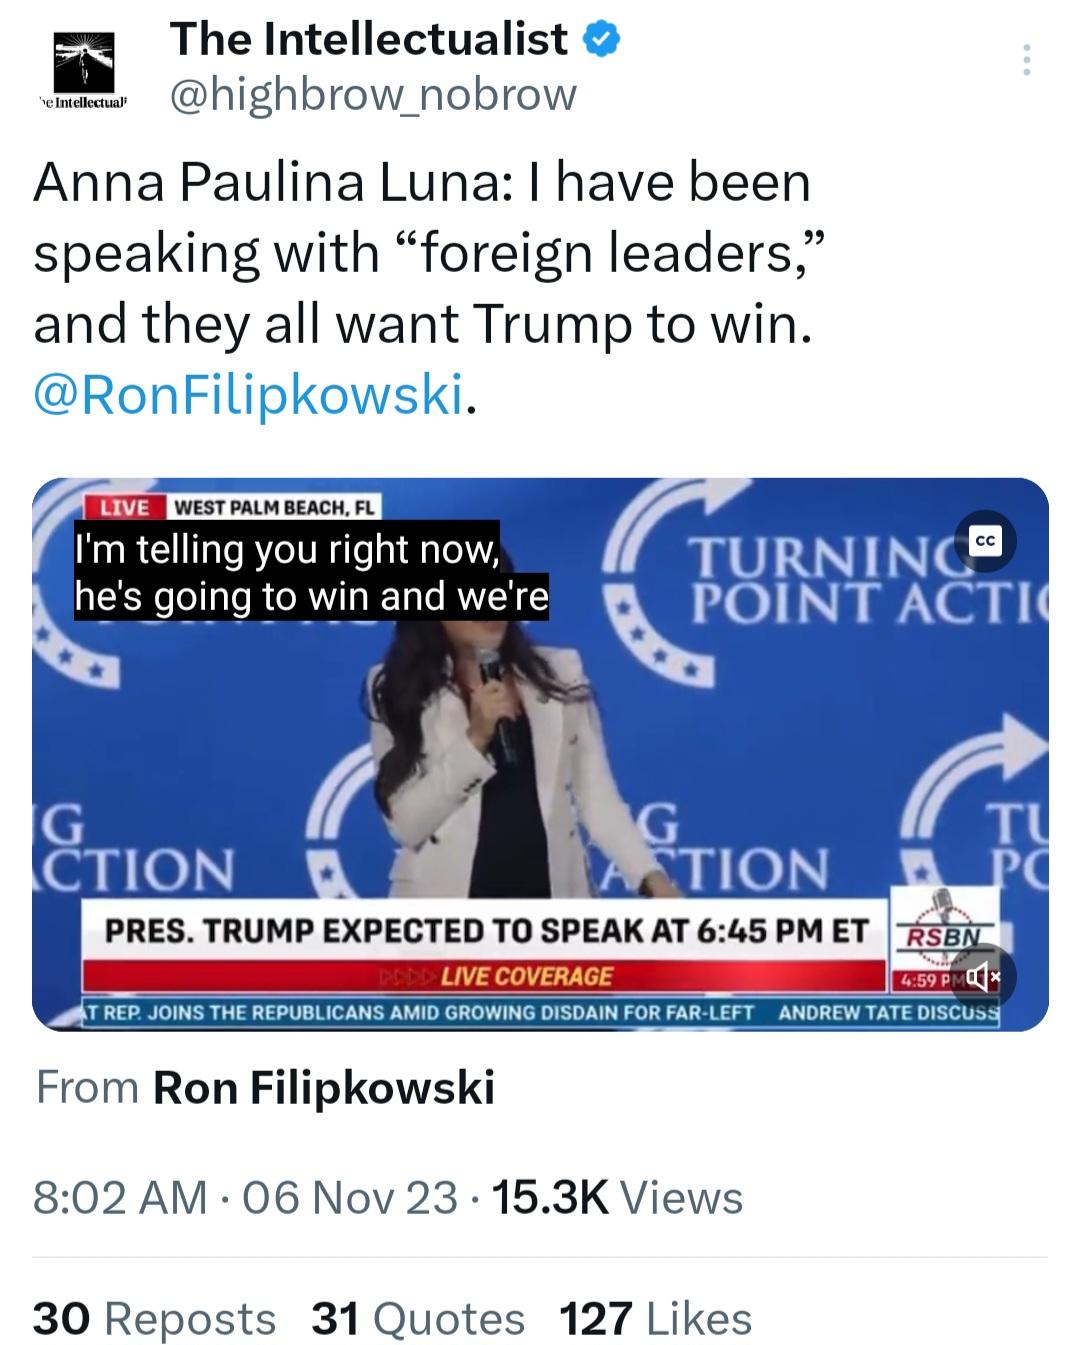 The Intellectualist
@highbrow_nobrow
Anna Paulina Luna: I have been
speaking with “foreign leaders,”
and they all want Trump to win.
@RonFilipkowski.
LIVE WEST PALM BEACH, FL
I'm telling you right now,
he's going to win and we're
TURNING
POINT ACTI
cc
G
CTION
G
CTION
TU
PO
PRES. TRUMP EXPECTED TO SPEAK AT 6:45 PM ET
RSBN
LIVE COVERAGE
4:59 PM
AT REP. JOINS THE REPUBLICANS AMID GROWING DISDAIN FOR FAR-LEFT ANDREW TATE DISCUSS
From Ron Filipkowski
8:02 AM · 06 Nov 23 · 15.3K Views
30 Reposts 31 Quotes 127 Likes